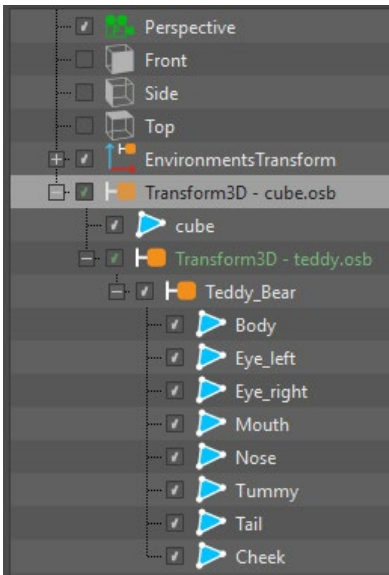 Perspective
Front
Side
Top
EnvironmentsTransform
Transform3D - cube.osb
cube
Transform3D - teddy.osb
Teddy_Bear
Body
Eye_left
Eye_right
Mouth
Nose
Tummy
Tail
Cheek